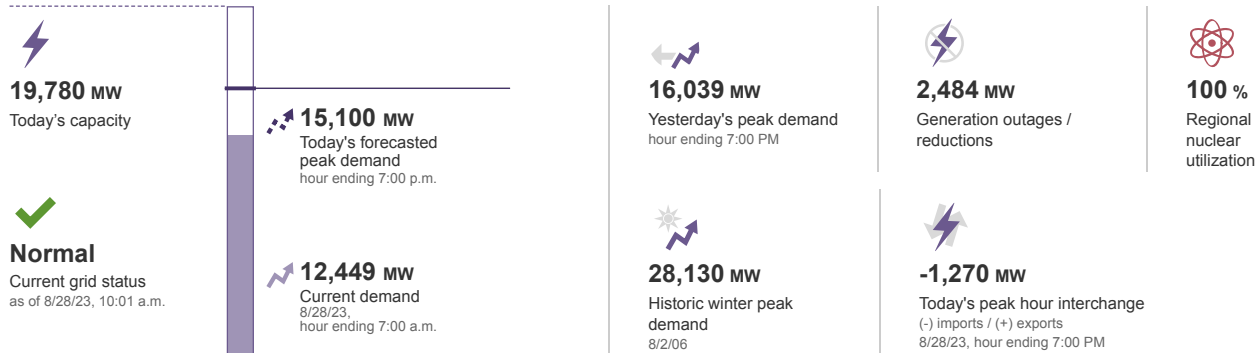 19,780 MW
Today's capacity
Normal
Current grid status
as of 8/28/23, 10:01 a.m.
15,100 MW
Today's forecasted
peak demand
hour ending 7:00 p.m.
12,449 MW
Current demand
8/28/23,
hour ending 7:00 a.m.
16,039 MW
Yesterday's peak demand
hour ending 7:00 PM
2,484 MW
Generation outages /
reductions
100 %
Regional
nuclear
utilization
28,130 MW
Historic winter peak
demand
8/2/06
-1,270 MW
Today's peak hour interchange
(-) imports / (+) exports
8/28/23, hour ending 7:00 PM